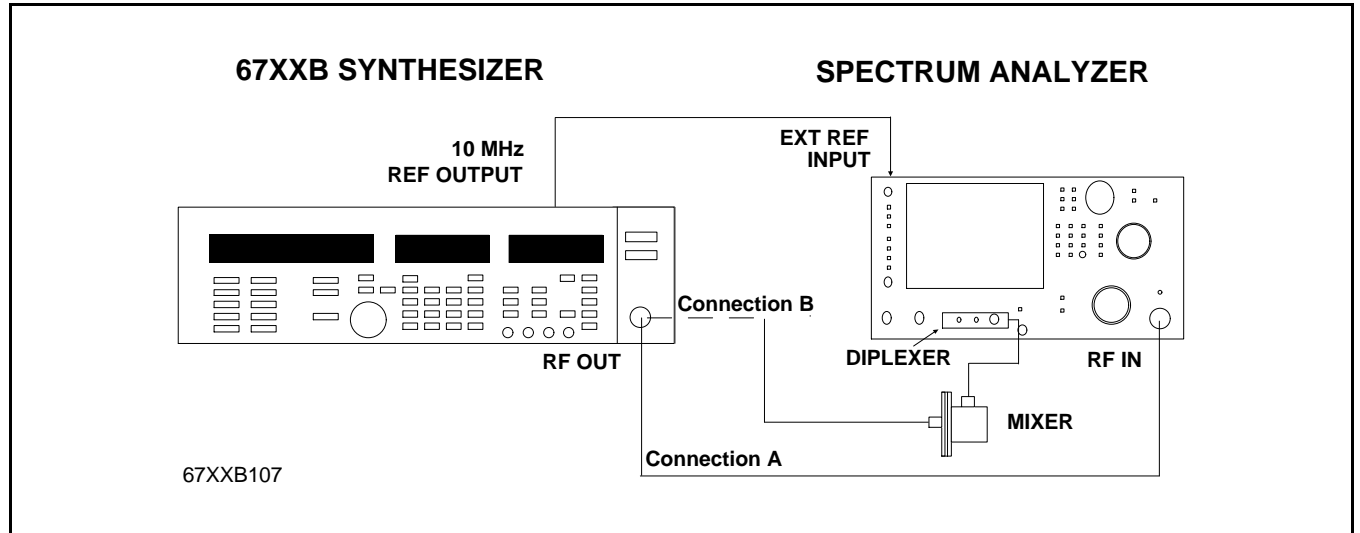 67XXB SYNTHESIZER
SPECTRUM ANALYZER
10 MHz
REF OUTPUT
EXT REF
INPUT
Connection B
RF OUT
DIPLEXER
RF IN
MIXER
Connection A
67XXB107